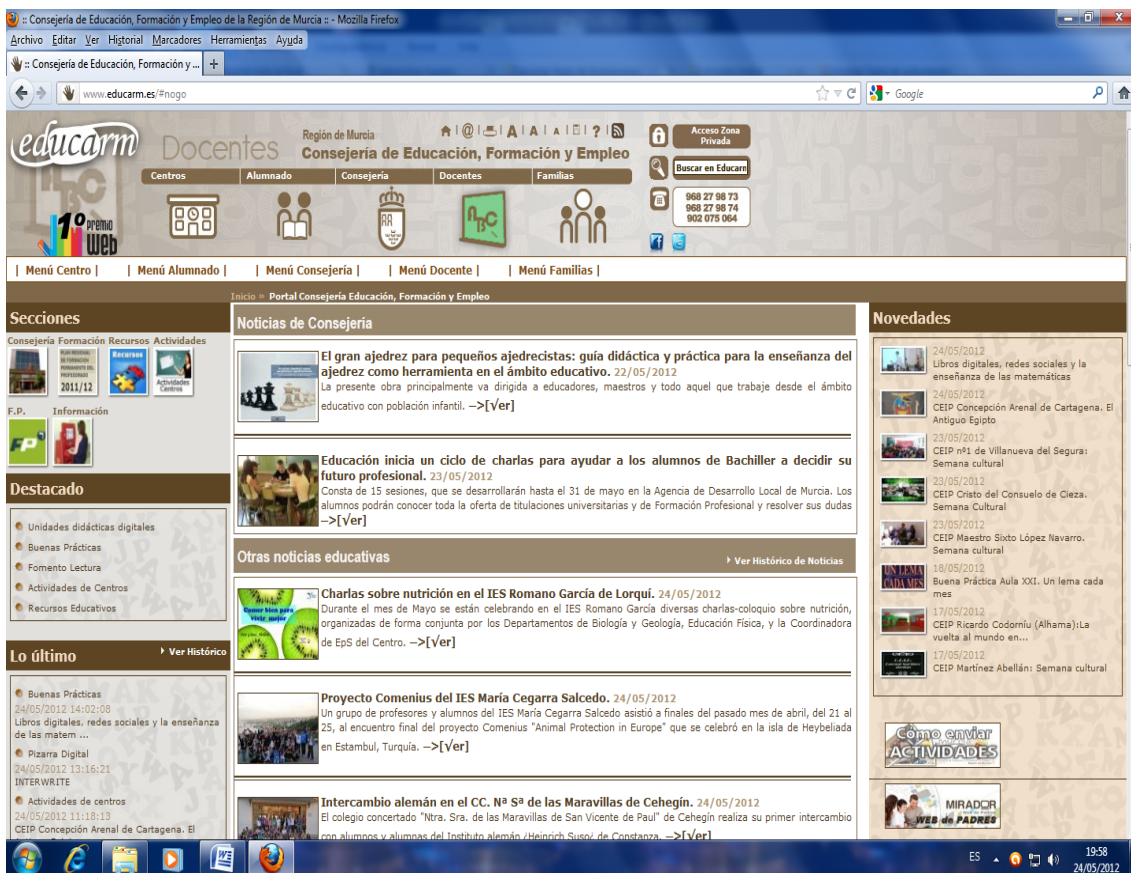 :: Consejería de Educación, Formación y Empleo de la Región de Murcia :: - Mozilla Firefox
Archivo Editar Ver Historial Marcadores Herramientas Ayuda
:: Consejería de Educación, Formación y ...
www.educarm.es/#nogo
Google
educarm
Docentes
Región de Murcia
Consejería de Educación, Formación y Empleo
| @ | | A | A | A | | ? |
Acceso Zona
Privada
Buscar en Educarm
968 27 98 73
968 27 98 74
902 075 064
Centros Alumnado Consejería Docentes Familias
1º premio
web
ABC
| Menú Centro | | Menú Alumnado | | Menú Consejería | | Menú Docente | | Menú Familias |
Inicio » Portal Consejería Educación, Formación y Empleo
Secciones
Consejería Formación Recursos Actividades
2011/12
Recursos
Actividades
Centros
F.P. Información
FP
Destacado
Unidades didácticas digitales
Buenas Prácticas
Fomento Lectura
Actividades de Centros
Recursos Educativos
Lo último
Ver Histórico
Buenas Prácticas
24/05/2012 14:02:08
Libros digitales, redes sociales y la enseñanza
de las matem ...
Pizarra Digital
24/05/2012 13:16:21
INTERWRITE
Actividades de centros
24/05/2012 11:18:13
CEIP Concepción Arenal de Cartagena. El
Noticias de Consejería
El gran ajedrez para pequeños ajedrecistas: guía didáctica y práctica para la enseñanza del
ajedrez como herramienta en el ámbito educativo. 22/05/2012
La presente obra principalmente va dirigida a educadores, maestros y todo aquel que trabaje desde el ámbito
educativo con población infantil. —>[√er]
Educación inicia un ciclo de charlas para ayudar a los alumnos de Bachiller a decidir su
futuro profesional. 23/05/2012
Consta de 15 sesiones, que se desarrollarán hasta el 31 de mayo en la Agencia de Desarrollo Local de Murcia. Los
alumnos podrán conocer toda la oferta de titulaciones universitarias y de Formación Profesional y resolver sus dudas
—>[√er]
Otras noticias educativas
Ver Histórico de Noticias
Comer bien para
vivir mejor
Charlas sobre nutrición en el IES Romano García de Lorquí. 24/05/2012
Durante el mes de Mayo se están celebrando en el IES Romano García diversas charlas-coloquio sobre nutrición,
organizadas de forma conjunta por los Departamentos de Biología y Geología, Educación Física, y la Coordinadora
de EpS del Centro. —>[√er]
Proyecto Comenius del IES María Cegarra Salcedo. 24/05/2012
Un grupo de profesores y alumnos del IES María Cegarra Salcedo asistió a finales del pasado mes de abril, del 21 al
25, al encuentro final del proyecto Comenius "Animal Protection in Europe" que se celebró en la isla de Heybeliada
en Estambul, Turquía. —>[√er]
Intercambio alemán en el CC. Nª Sª de las Maravillas de Cehegín. 24/05/2012
El colegio concertado "Ntra. Sra. de las Maravillas de San Vicente de Paul" de Cehegín realiza su primer intercambio
con alumnos y alumnas del Instituto alemán ¿Heinrich Suso¿ de Constanza. —>[√er]
Novedades
24/05/2012
Libros digitales, redes sociales y la
enseñanza de las matemáticas
24/05/2012
CEIP Concepción Arenal de Cartagena. El
Antiguo Egipto
23/05/2012
CEIP nº1 de Villanueva del Segura:
Semana cultural
23/05/2012
CEIP Cristo del Consuelo de Cieza.
Semana Cultural
23/05/2012
CEIP Maestro Sixto López Navarro.
Semana cultural
UN LEMA
CADA MES
18/05/2012
Buena Práctica Aula XXI. Un lema cada
mes
17/05/2012
CEIP Ricardo Codorníu (Alhama):La
vuelta al mundo en...
17/05/2012
CEIP Martínez Abellán: Semana cultural
Cómo enviar
ACTIVIDADES
MIRADOR
WEB de PADRES
ES
19:58
24/05/2012